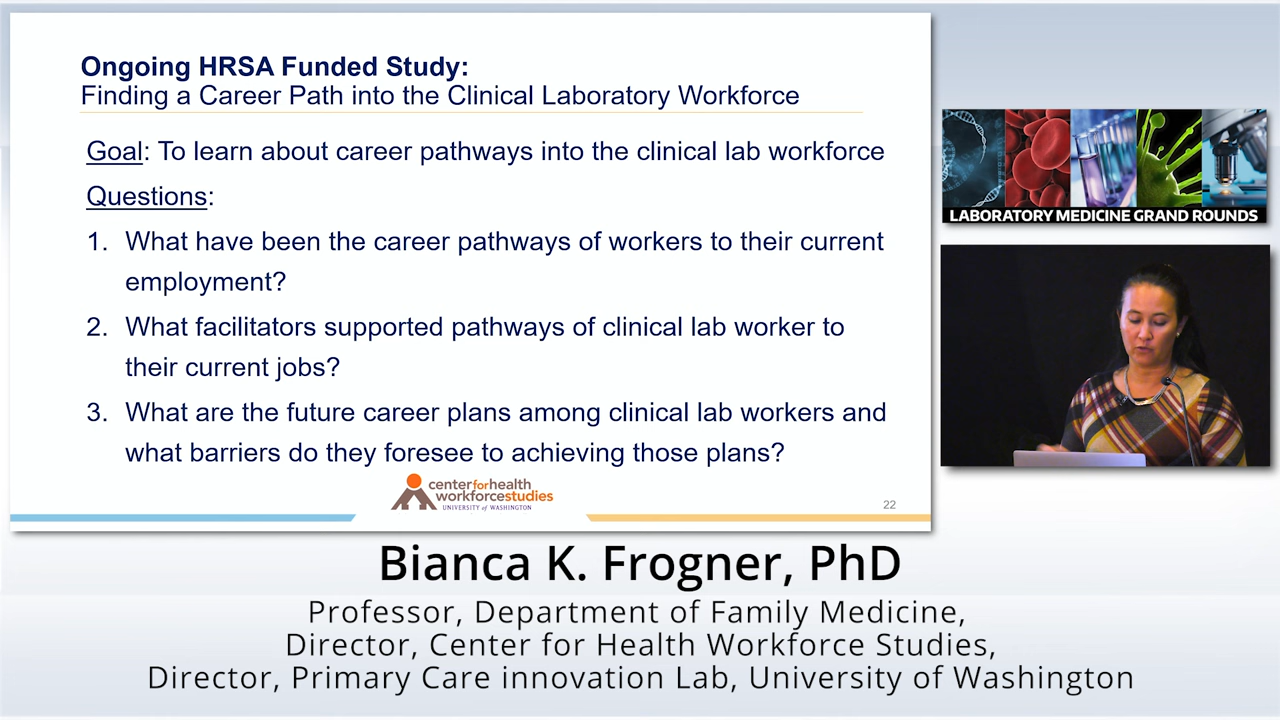 Ongoing HRSA Funded Study:
Finding a Career Path into the Clinical Laboratory Workforce
Goal: To learn about career pathways into the clinical lab workforce
Questions:
1. What have been the career pathways of workers to their current
employment?
2. What facilitators supported pathways of clinical lab worker to
their current jobs?
3. What are the future career plans among clinical lab workers and
what barriers do they foresee to achieving those plans?
centerforhealth
workforcestudies
UNIVERSITY of WASHINGTON
22
LABORATORY MEDICINE GRAND ROUNDS
Bianca K. Frogner, PhD
Professor, Department of Family Medicine,
Director, Center for Health Workforce Studies,
Director, Primary Care innovation Lab, University of Washington